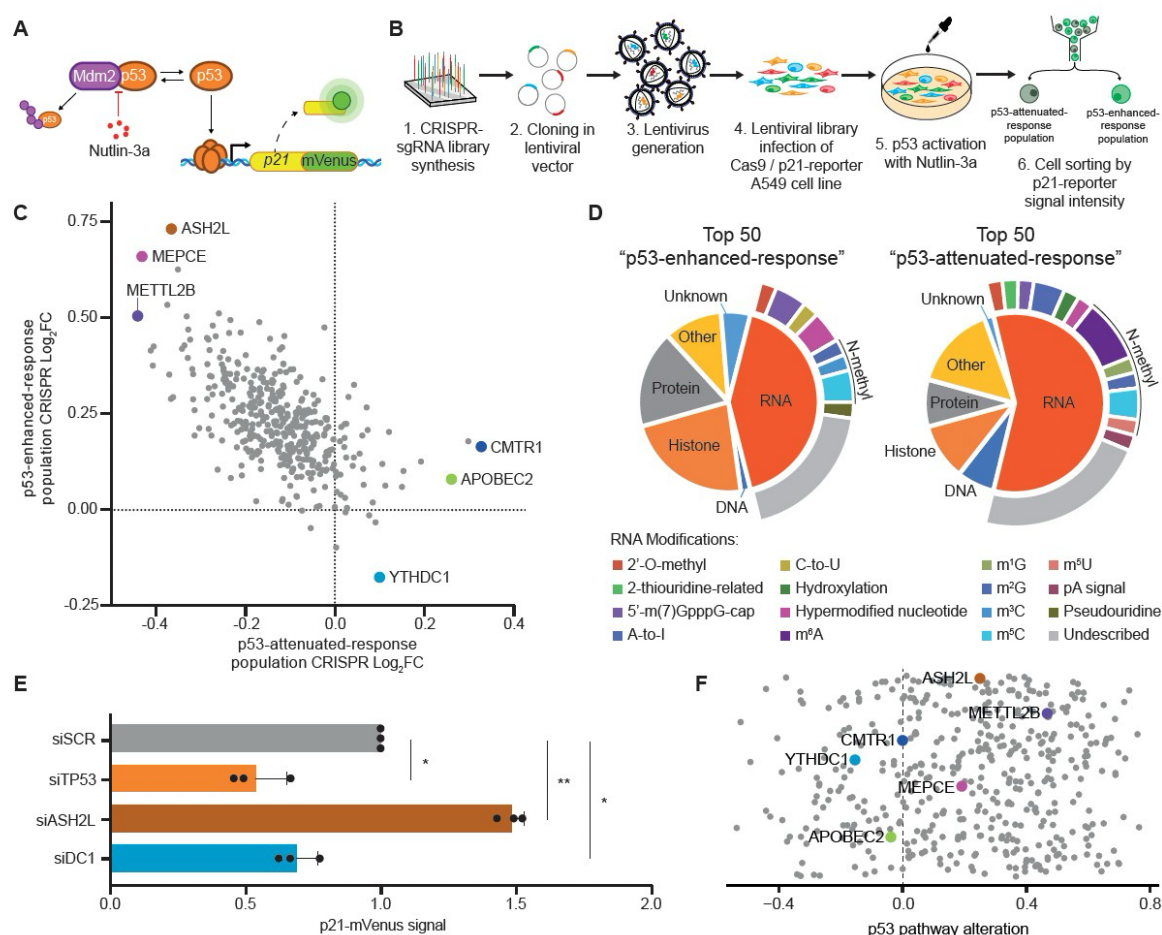 A
Mdm2
p53
p53
p53
Nutlin-3a
p21
mVenus
B
1. CRISPR-
sgRNA library
synthesis
2. Cloning in
lentiviral
vector
3. Lentivirus
generation
4. Lentiviral library
infection of
Cas9 / p21-reporter
A549 cell line
5. p53 activation
with Nutlin-3a
p53-attenuated-
response
population
p53-enhanced-
response
population
6. Cell sorting by
p21-reporter
signal intensity
C
p53-enhanced-response
population CRISPR Log₂FC
0.75
0.50
0.25
0.00
-0.25
ASH2L
MEPCE
METTL2B
CMTR1
APOBEC2
YTHDC1
-0.4
-0.2
0.0
0.2
0.4
p53-attenuated-response
population CRISPR Log₂FC
D
Top 50
"p53-enhanced-response"
Unknown
Other
Protein
Histone
DNA
RNA
N-methyl
Top 50
"p53-attenuated-response"
Unknown
Other
Protein
Histone
DNA
RNA
N-methyl
RNA Modifications:
2'-O-methyl
2-thiouridine-related
5'-m(7)GpppG-cap
A-to-I
C-to-U
Hydroxylation
Hypermodified nucleotide
m⁶A
m¹G
m²G
m³C
m⁵C
m⁵U
pA signal
Pseudouridine
Undescribed
E
siSCR
siTP53
siASH2L
siDC1
*
**
*
0.0
0.5
1.0
1.5
2.0
p21-mVenus signal
F
ASH2L
METTL2B
CMTR1
YTHDC1
MEPCE
APOBEC2
−0.4
0.0
0.4
0.8
p53 pathway alteration